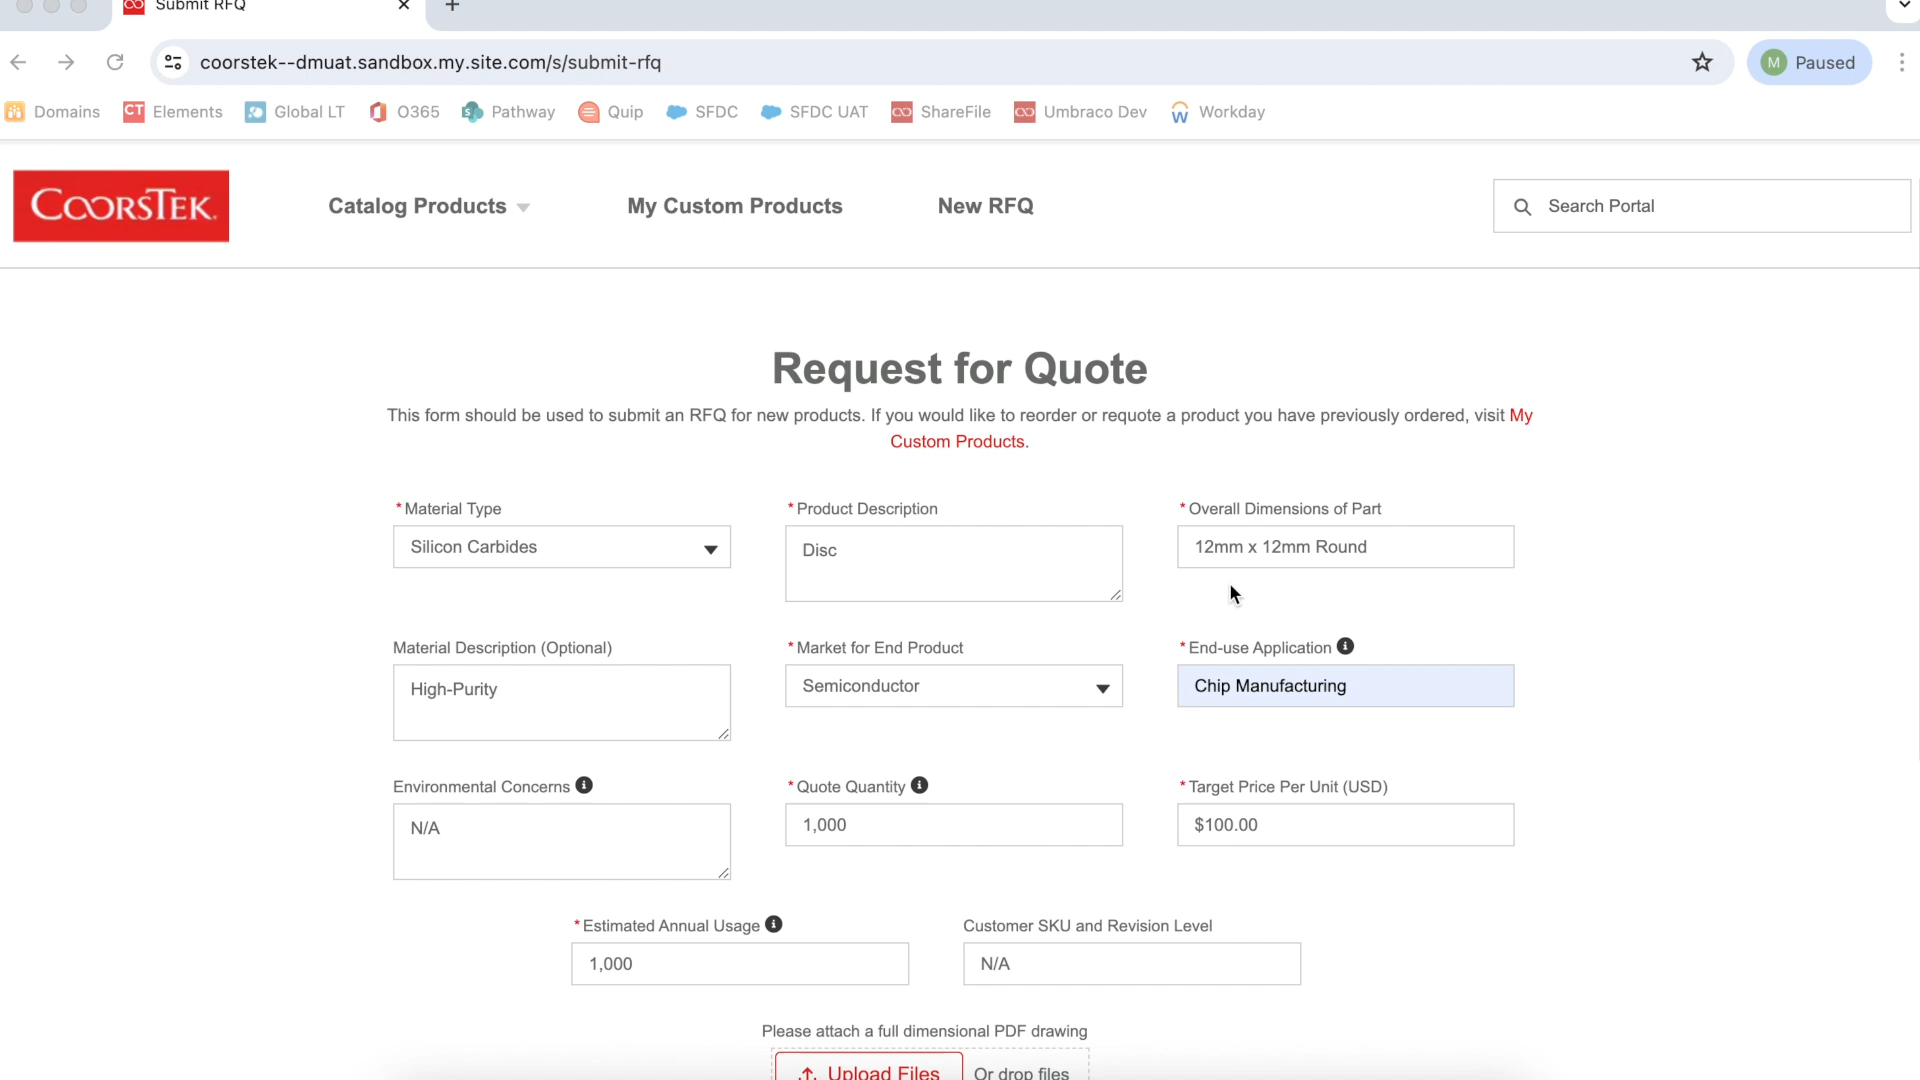 Submit RFQ
coorstek--dmuat.sandbox.my.site.com/s/submit-rfq
M Paused
Domains CT Elements Global LT O365 Pathway Quip SFDC SFDC UAT ShareFile Umbraco Dev Workday
COORSTEK Catalog Products My Custom Products New RFQ Search Portal
Request for Quote
This form should be used to submit an RFQ for new products. If you would like to reorder or requote a product you have previously ordered, visit My
Custom Products.
*Material Type *Product Description *Overall Dimensions of Part
Silicon Carbides Disc 12mm x 12mm Round
Material Description (Optional) *Market for End Product *End-use Application
High-Purity Semiconductor Chip Manufacturing
Environmental Concerns *Quote Quantity *Target Price Per Unit (USD)
N/A 1,000 $100.00
*Estimated Annual Usage Customer SKU and Revision Level
1,000 N/A
Please attach a full dimensional PDF drawing
Upload Files Or drop files